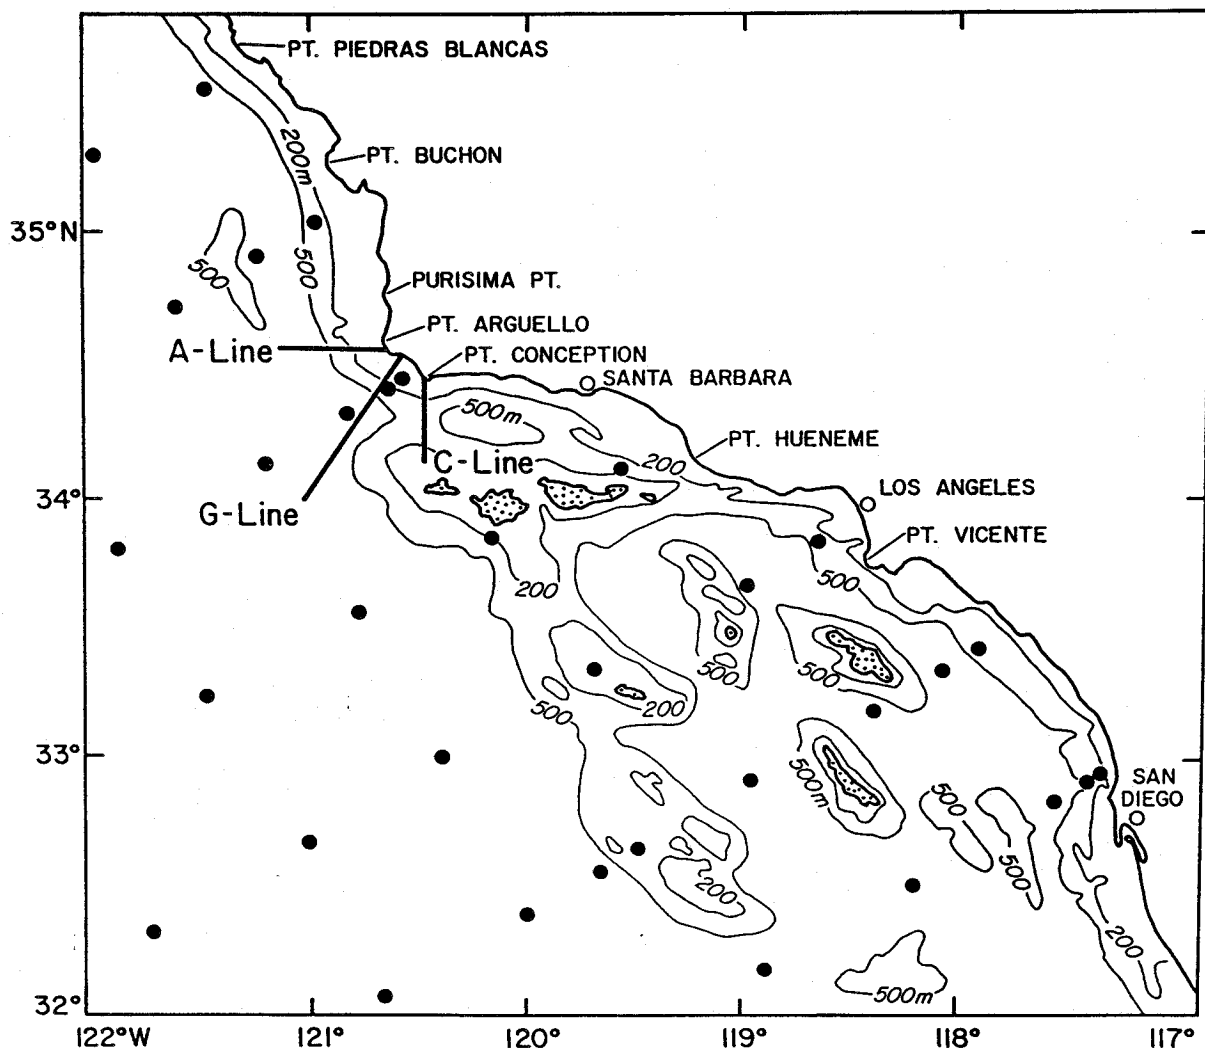 PT. PIEDRAS BLANCAS
200m
PT. BUCHON
35°N
500
500
PURISIMA PT.
PT. ARGUELLO
A-Line
PT. CONCEPTION
SANTA BARBARA
500m
PT. HUENEME
200
C-Line
LOS ANGELES
34°
G-Line
PT. VICENTE
200
500
500
500
200
500
33°
500m
500
500
SAN
DIEGO
200
200
500m
32°
122°W
121°
120°
119°
118°
117°